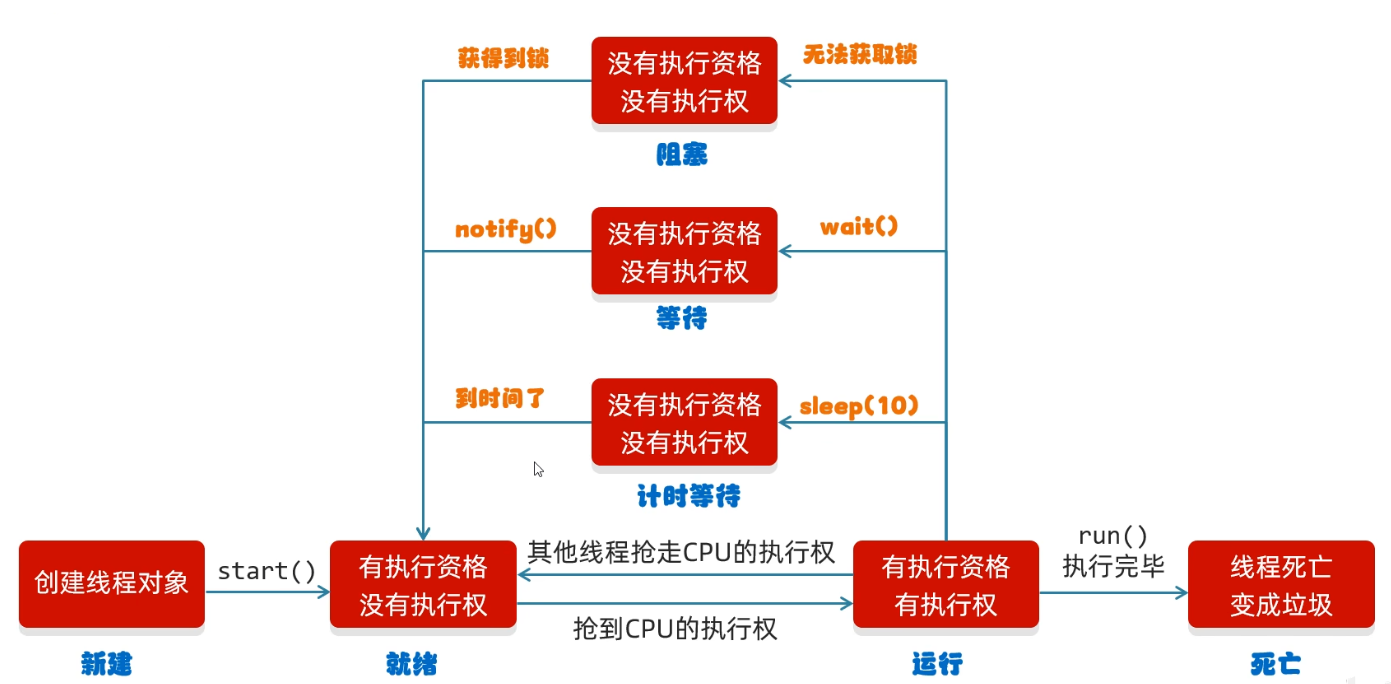 获得到锁
没有执行资格
没有执行权
无法获取锁
阻塞
notify()
没有执行资格
没有执行权
wait()
等待
到时间了
没有执行资格
没有执行权
sleep(10)
计时等待
创建线程对象
start()
有执行资格
没有执行权
其他线程抢走CPU的执行权
抢到CPU的执行权
有执行资格
有执行权
run()
执行完毕
线程死亡
变成垃圾
新建
就绪
运行
死亡